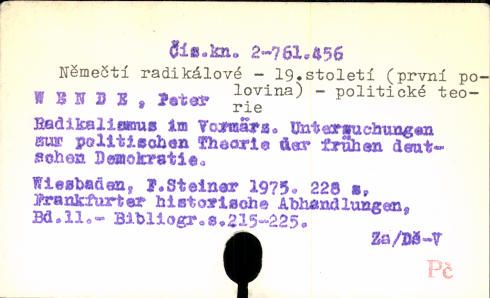 čís.kn. 2-761.456
Němečtí radikálové - 19.století (první po-
lovina) - politické teo-
rie
WENDE, Peter
Radikalismus im Vormärz. Untersuchungen
zur politischen Theorie der frühen deut-
schen Demokratie.
Wiesbaden, F.Steiner 1975. 228 s,
Frankfurter historische Abhandlungen,
Bd.11.- Bibliogr.s.215-225.
Za/Dš-V
Pč